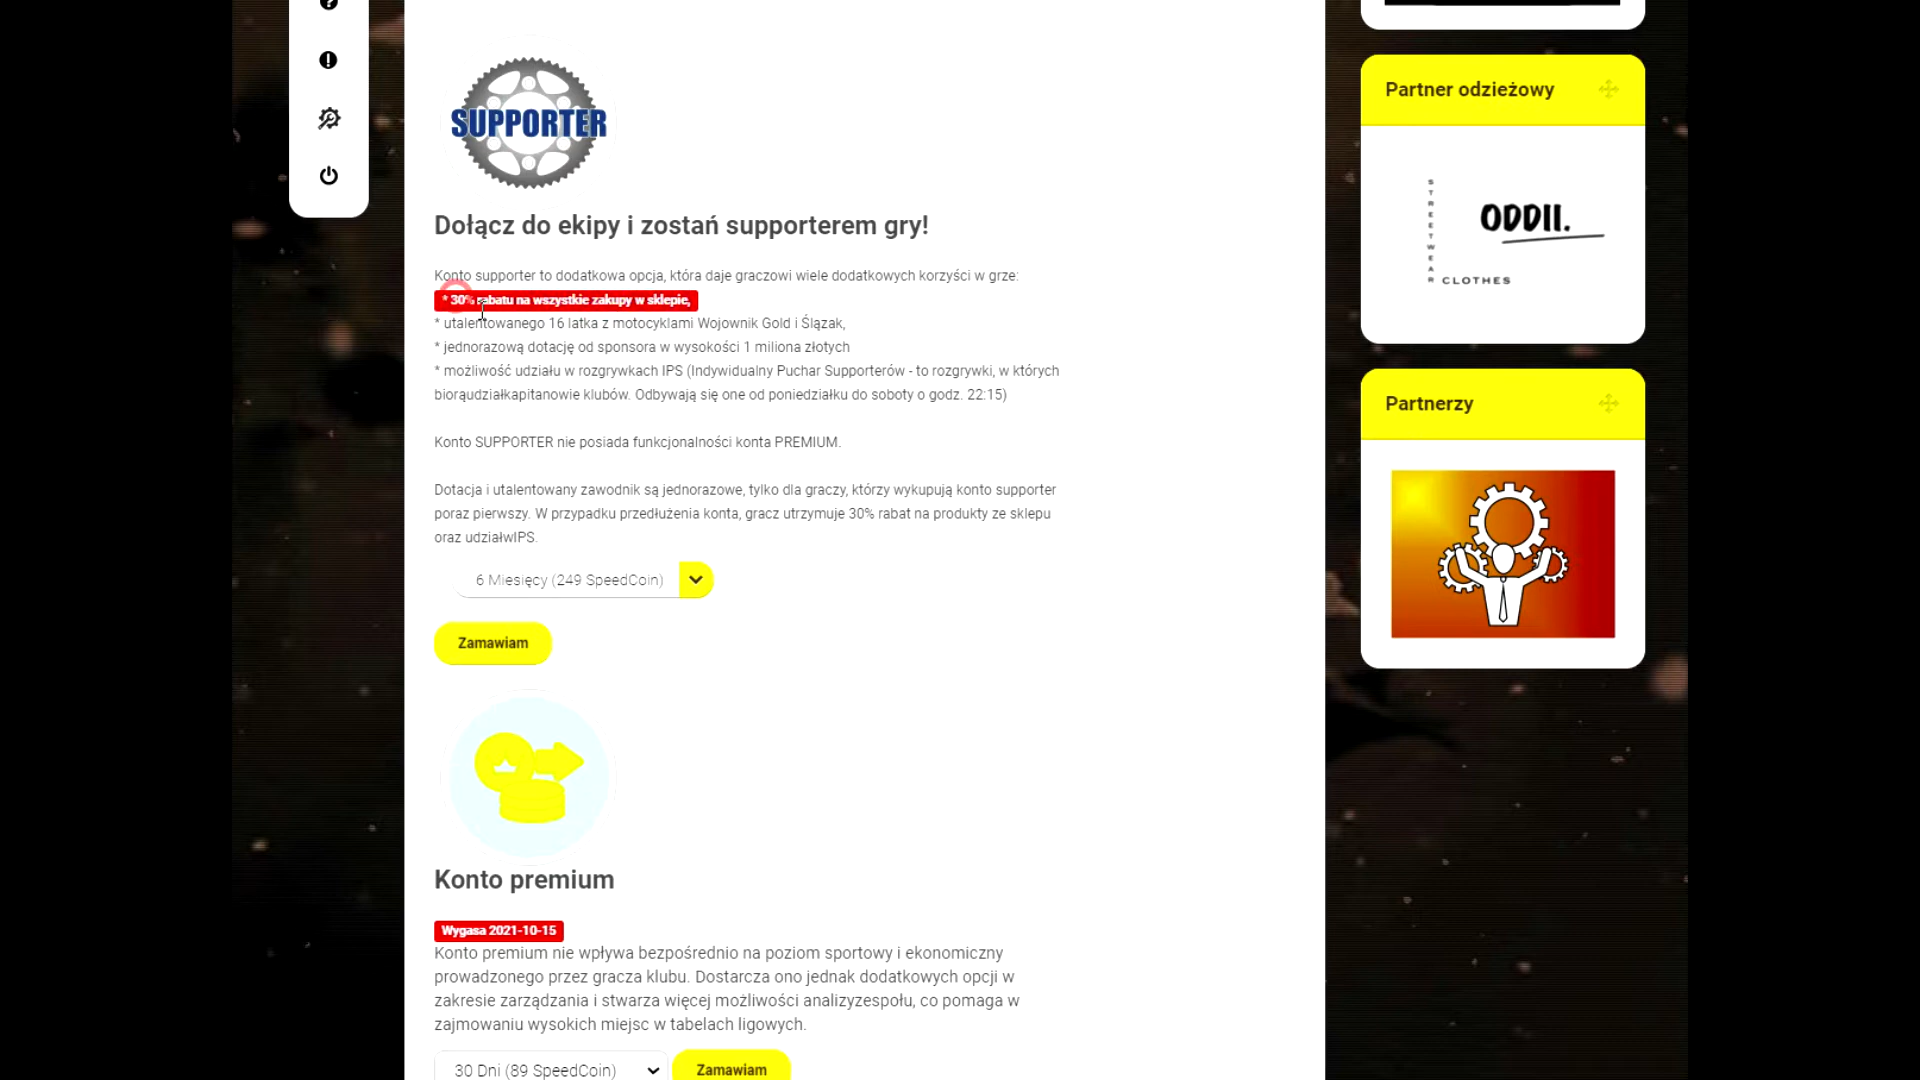 SUPPORTER
Dołącz do ekipy i zostań supporterem gry!
Konto supporter to dodatkowa opcja, która daje graczowi wiele dodatkowych korzyści w grze:
* 30% rabatu na wszystkie zakupy w sklepie,
* utalentowanego 16 latka z motocyklami Wojownik Gold i Ślązak,
* jednorazową dotację od sponsora w wysokości 1 miliona złotych
* możliwość udziału w rozgrywkach IPS (Indywidualny Puchar Supporterów - to rozgrywki, w których
biorąudziałkapitanowie klubów. Odbywają się one od poniedziałku do soboty o godz. 22:15)
Konto SUPPORTER nie posiada funkcjonalności konta PREMIUM.
Dotacja i utalentowany zawodnik są jednorazowe, tylko dla graczy, którzy wykupują konto supporter
poraz pierwszy. W przypadku przedłużenia konta, gracz utrzymuje 30% rabat na produkty ze sklepu
oraz udziałwIPS.
6 Miesięcy (249 SpeedCoin)
Zamawiam
Konto premium
Wygasa 2021-10-15
Konto premium nie wpływa bezpośrednio na poziom sportowy i ekonomiczny
prowadzonego przez gracza klubu. Dostarcza ono jednak dodatkowych opcji w
zakresie zarządzania i stwarza więcej możliwości analizyzespołu, co pomaga w
zajmowaniu wysokich miejsc w tabelach ligowych.
30 Dni (89 SpeedCoin)
Zamawiam
Partner odzieżowy
STREETWEAR
ODDII.
CLOTHES
Partnerzy